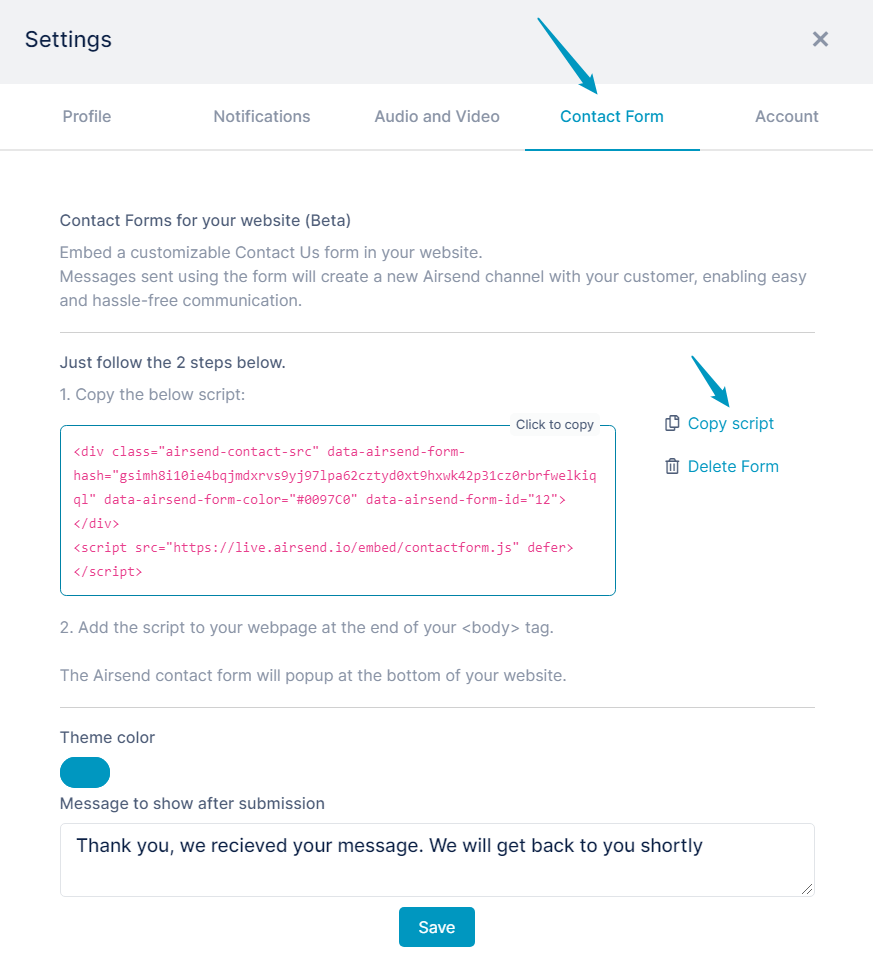 Settings
Profile
Notifications
Audio and Video
Contact Form
Account
Contact Forms for your website (Beta)
Embed a customizable Contact Us form in your website.
Messages sent using the form will create a new Airsend channel with your customer, enabling easy
and hassle-free communication.
Just follow the 2 steps below.
1. Copy the below script:
Click to copy
<div class="airsend-contact-src" data-airsend-form-
hash="gsimh8i10ie4bqjmdxrvs9yj97lpa62cztyd0xt9hxwk42p31cz0rbrfwelkiq
ql" data-airsend-form-color="#0097C0" data-airsend-form-id="12">
</div>
<script src="https://live.airsend.io/embed/contactform.js" defer>
</script>
Copy script
Delete Form
2. Add the script to your webpage at the end of your <body> tag.
The Airsend contact form will popup at the bottom of your website.
Theme color
Message to show after submission
Thank you, we recieved your message. We will get back to you shortly
Save